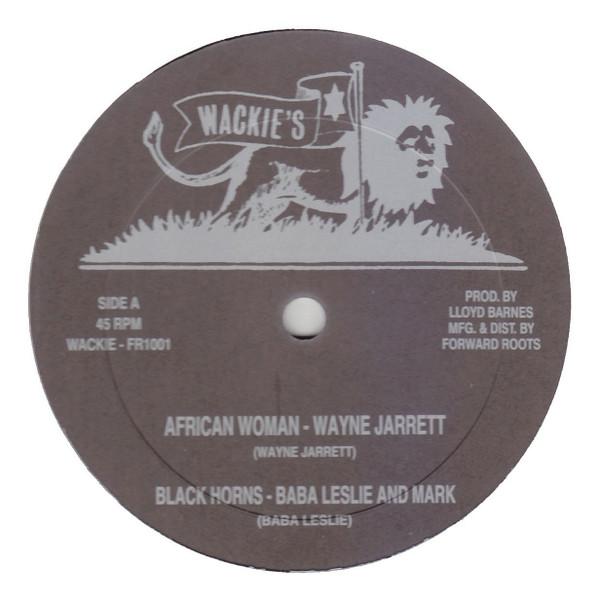 WACKIE'S
SIDE A
45 RPM
WACKIE - FR1001
PROD. BY
LLOYD BARNES
MFG. & DIST. BY
FORWARD ROOTS
AFRICAN WOMAN - WAYNE JARRETT
(WAYNE JARRETT)
BLACK HORNS - BABA LESLIE AND MARK
(BABA LESLIE)